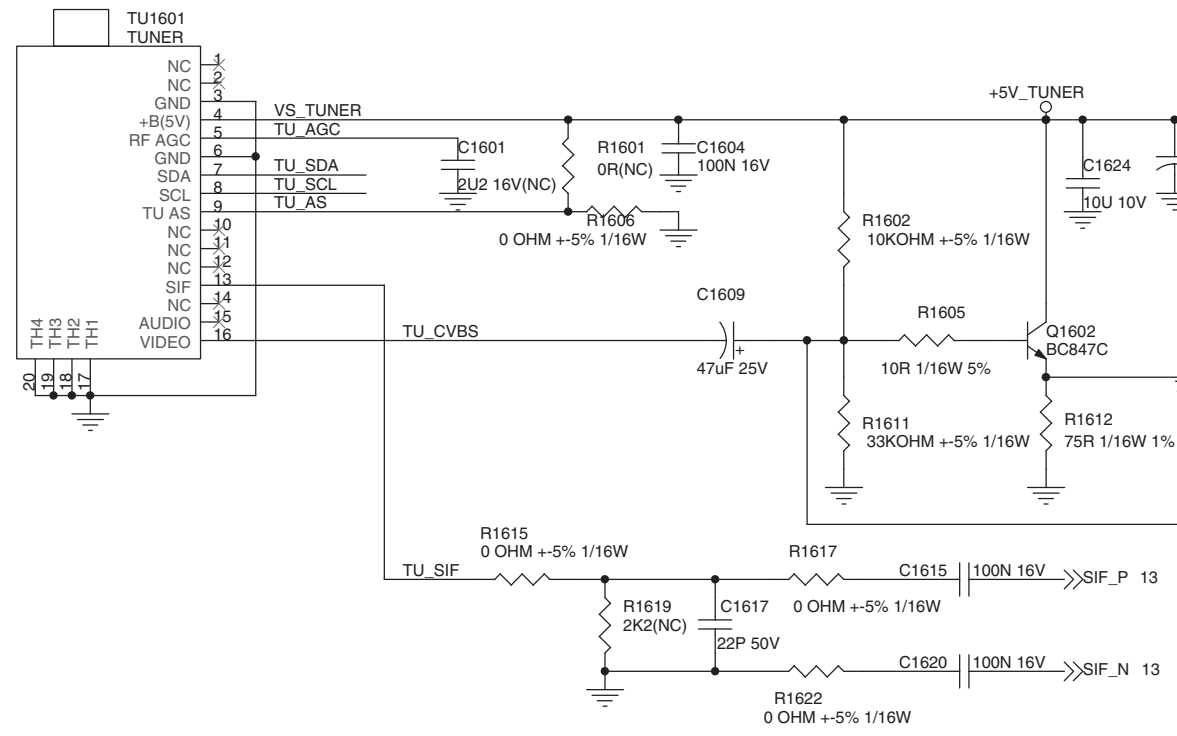 TU1601
TUNER
NC 1
NC 2
GND 3
+B(5V) 4
RF AGC 5
GND 6
SDA 7
SCL 8
TU AS 9
NC 10
NC 11
NC 12
SIF 13
NC 14
AUDIO 15
VIDEO 16
TH4
TH3
TH2
TH1
20
19
18
17
VS_TUNER
TU_AGC
TU_SDA
TU_SCL
TU_AS
C1601
2U2 16V(NC)
R1601
0R(NC)
C1604
100N 16V
R1606
0 OHM +-5% 1/16W
+5V_TUNER
C1624
10U 10V
R1602
10KOHM +-5% 1/16W
C1609
+
47uF 25V
TU_CVBS
R1605
10R 1/16W 5%
Q1602
BC847C
R1611
33KOHM +-5% 1/16W
R1612
75R 1/16W 1%
R1615
0 OHM +-5% 1/16W
TU_SIF
R1619
2K2(NC)
C1617
22P 50V
R1617
0 OHM +-5% 1/16W
C1615
100N 16V
SIF_P 13
C1620
100N 16V
SIF_N 13
R1622
0 OHM +-5% 1/16W